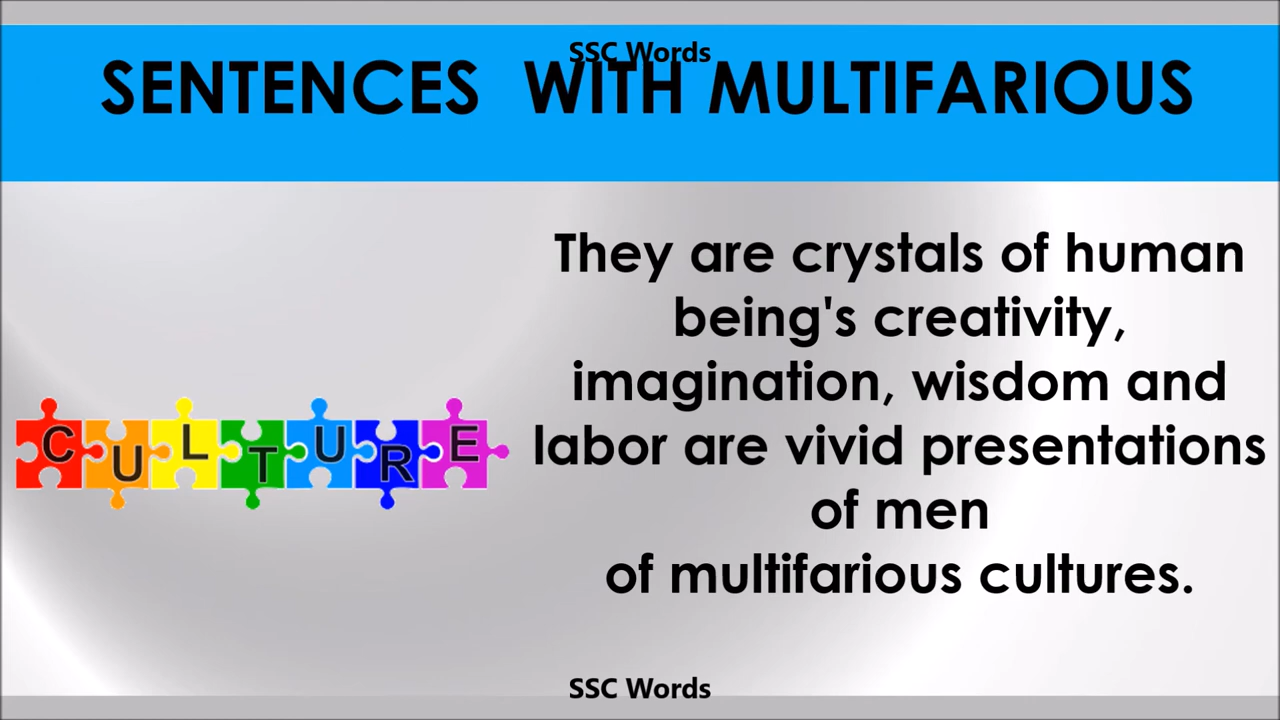 SSC Words
SENTENCES WITH MULTIFARIOUS
They are crystals of human
being's creativity,
imagination, wisdom and
labor are vivid presentations
of men
of multifarious cultures.
CULTURE
SSC Words